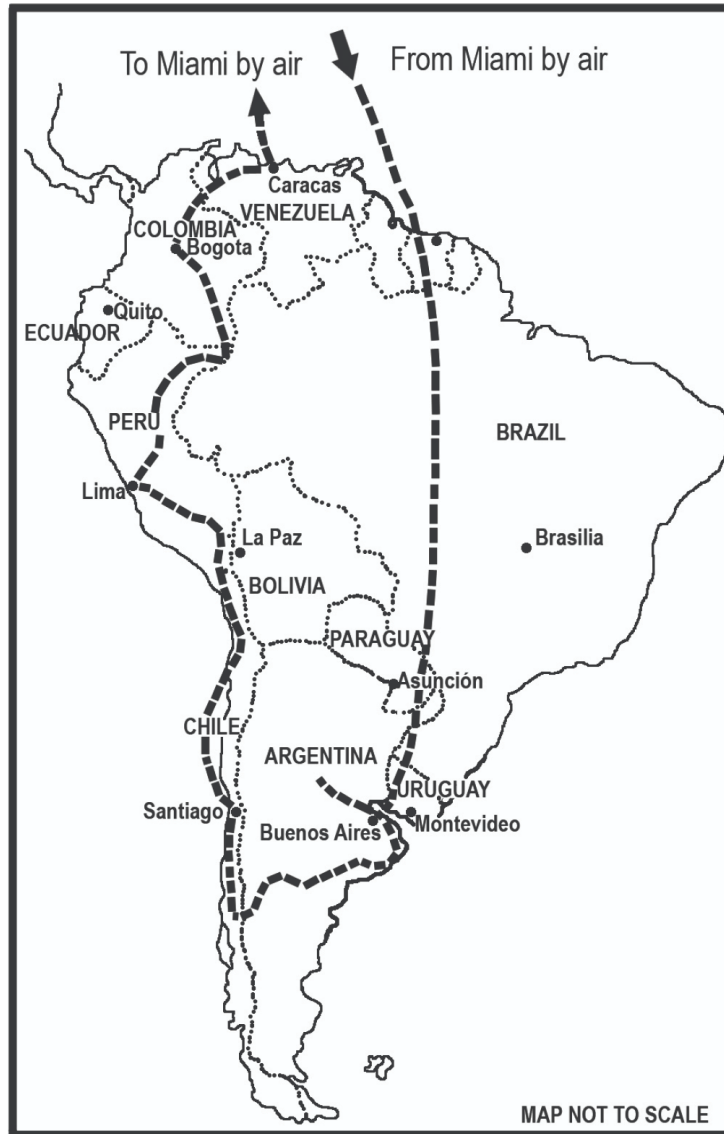 To Miami by air
From Miami by air
Caracas
VENEZUELA
COLOMBIA
Bogota
Quito
ECUADOR
PERU
BRAZIL
Lima
La Paz
Brasilia
BOLIVIA
PARAGUAY
Asunción
CHILE
ARGENTINA
URUGUAY
Santiago
Buenos Aires
Montevideo
MAP NOT TO SCALE